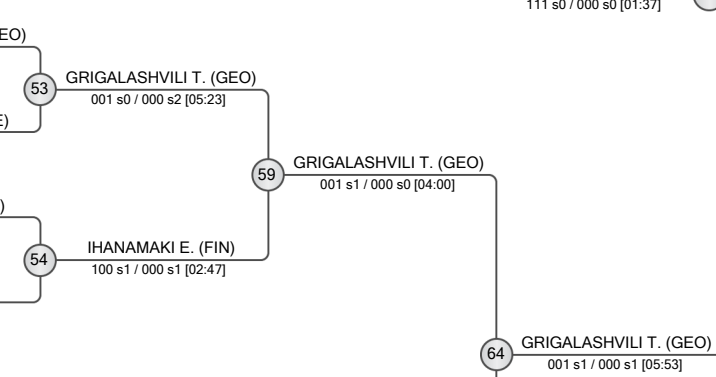 111 s0 / 000 s0 [01:37]
EO)
53
GRIGALASHVILI T. (GEO)
001 s0 / 000 s2 [05:23]
E)
59
GRIGALASHVILI T. (GEO)
001 s1 / 000 s0 [04:00]
)
54
IHANAMAKI E. (FIN)
100 s1 / 000 s1 [02:47]
64
GRIGALASHVILI T. (GEO)
001 s1 / 000 s1 [05:53]